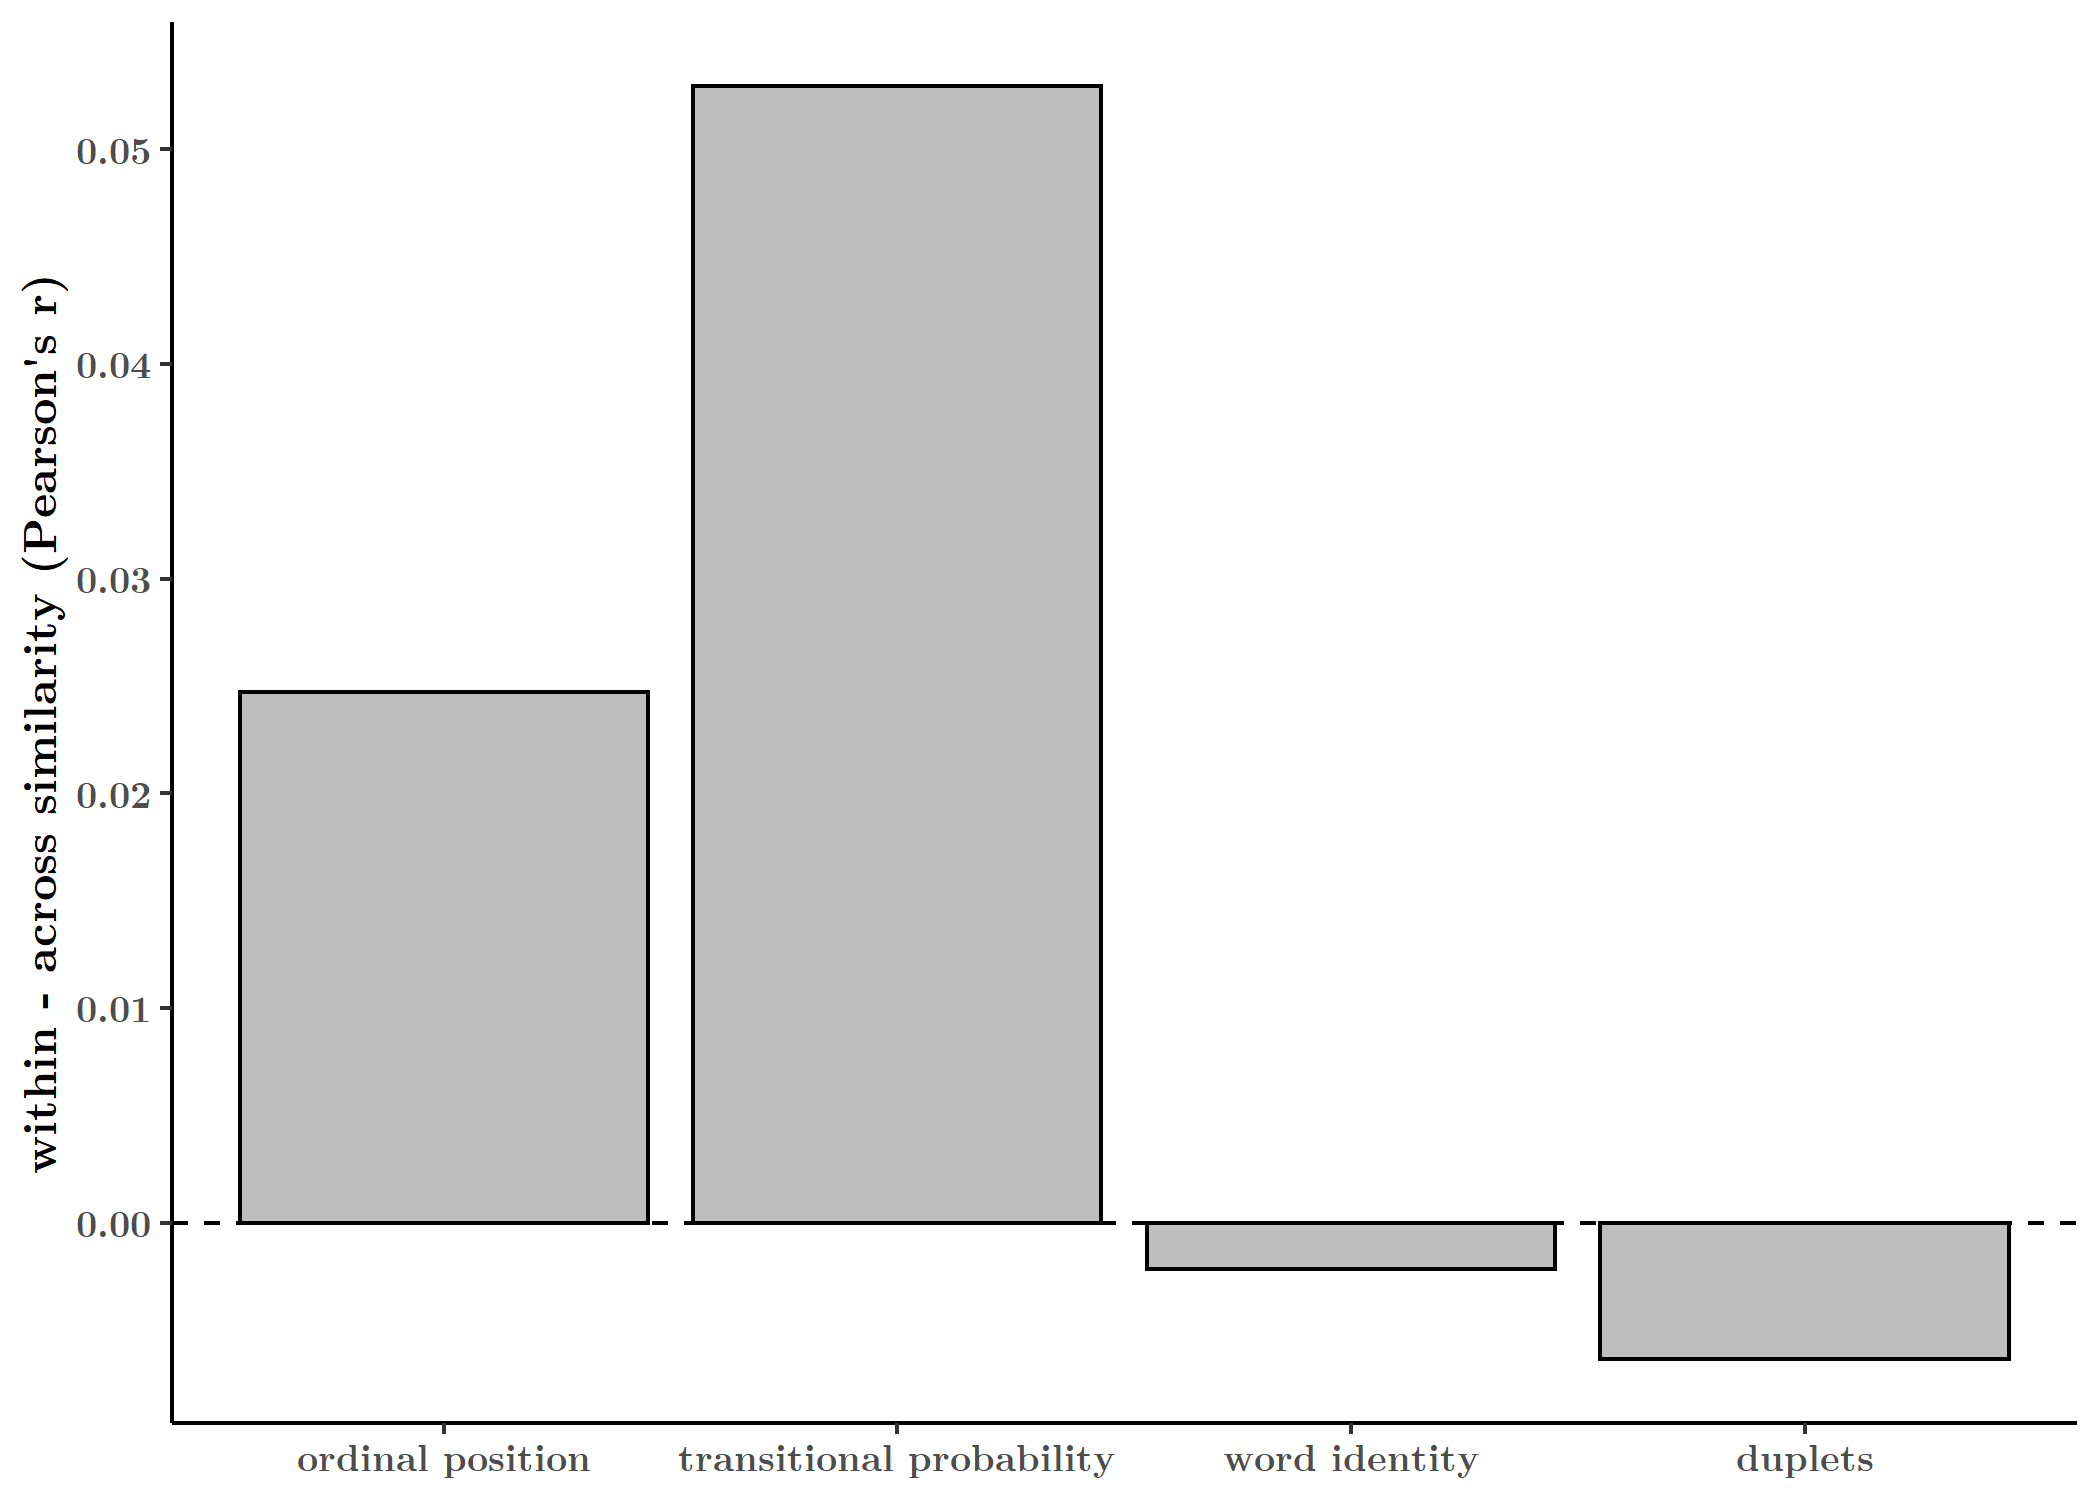 within - across similarity (Pearson's r)
0.05
0.04
0.03
0.02
0.01
0.00
ordinal position
transitional probability
word identity
duplets